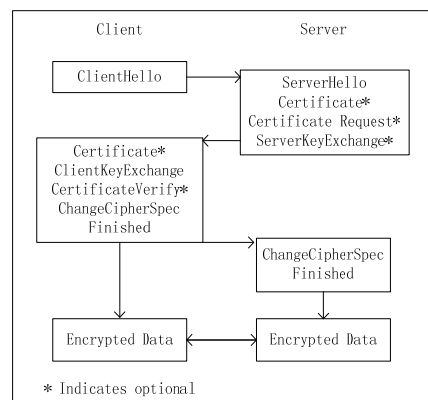 Client
Server
ClientHello
ServerHello
Certificate*
Certificate Request*
ServerKeyExchange*
Certificate*
ClientKeyExchange
CertificateVerify*
ChangeCipherSpec
Finished
ChangeCipherSpec
Finished
Encrypted Data
Encrypted Data
* Indicates optional